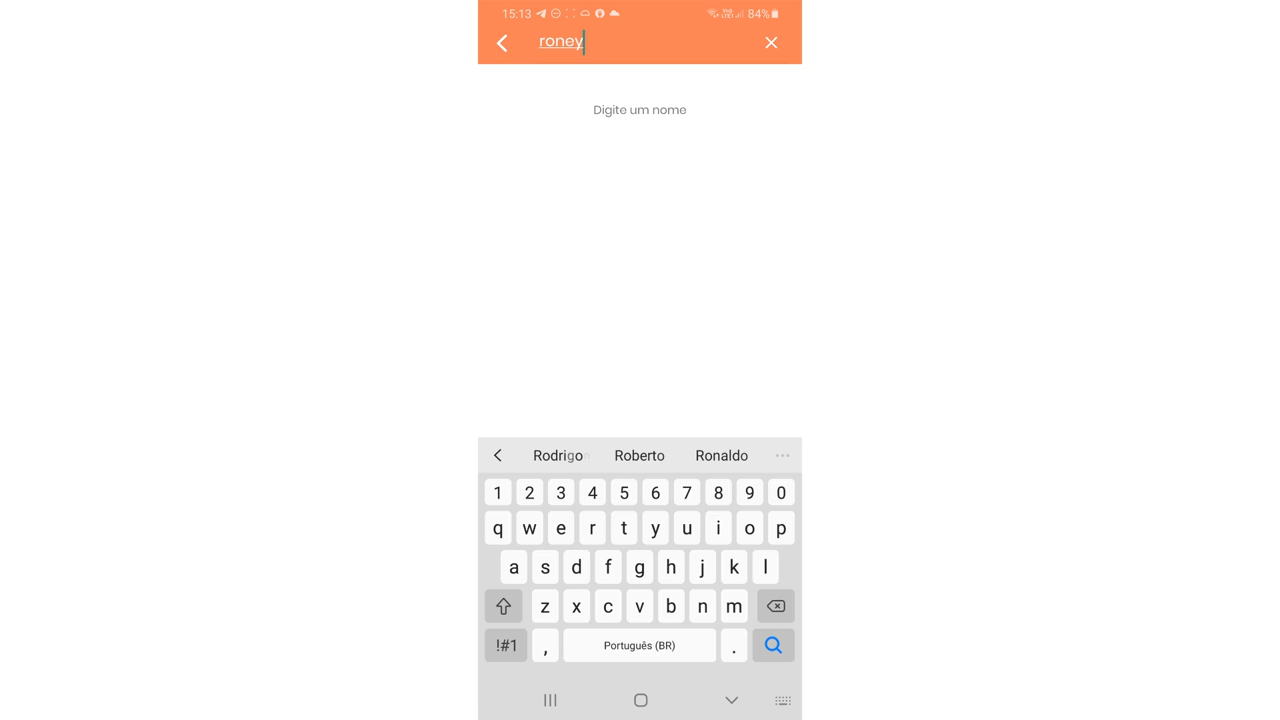 15:13 84%
roney
Digite um nome
Rodrigo Roberto Ronaldo
1 2 3 4 5 6 7 8 9 0
q w e r t y u i o p
a s d f g h j k l
z x c v b n m
!#1 , Português (BR) .